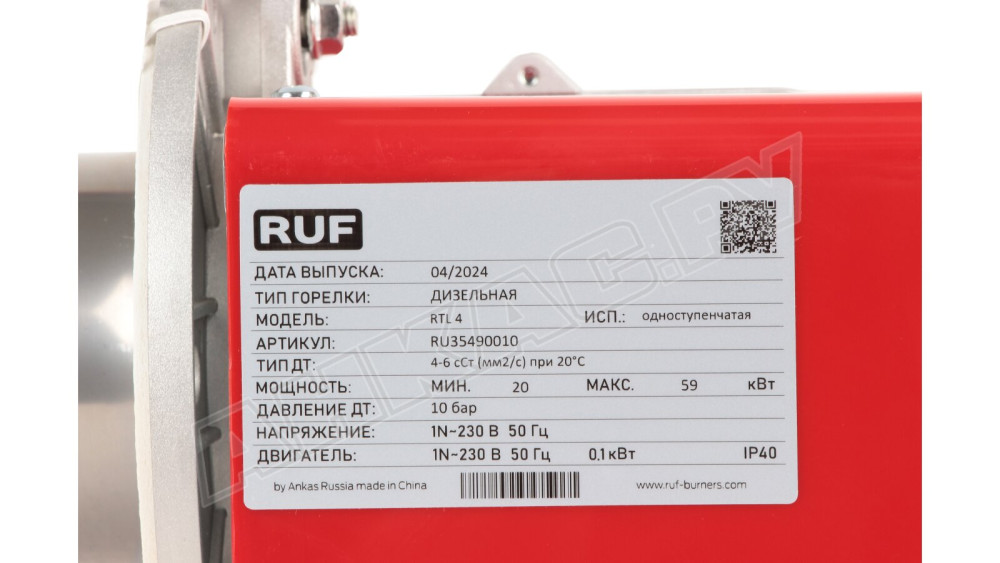 RUF
ДАТА ВЫПУСКА: 04/2024
ТИП ГОРЕЛКИ: ДИЗЕЛЬНАЯ
МОДЕЛЬ: RTL 4 ИСП.: одноступенчатая
АРТИКУЛ: RU35490010
ТИП ДТ: 4-6 сСт (мм2/с) при 20°С
МОЩНОСТЬ: МИН. 20 МАКС. 59 кВт
ДАВЛЕНИЕ ДТ: 10 бар
НАПРЯЖЕНИЕ: 1N~230 В 50 Гц
ДВИГАТЕЛЬ: 1N~230 В 50 Гц 0.1 кВт IP40
by Ankas Russia made in China www.ruf-burners.com
АНКАС.РУ